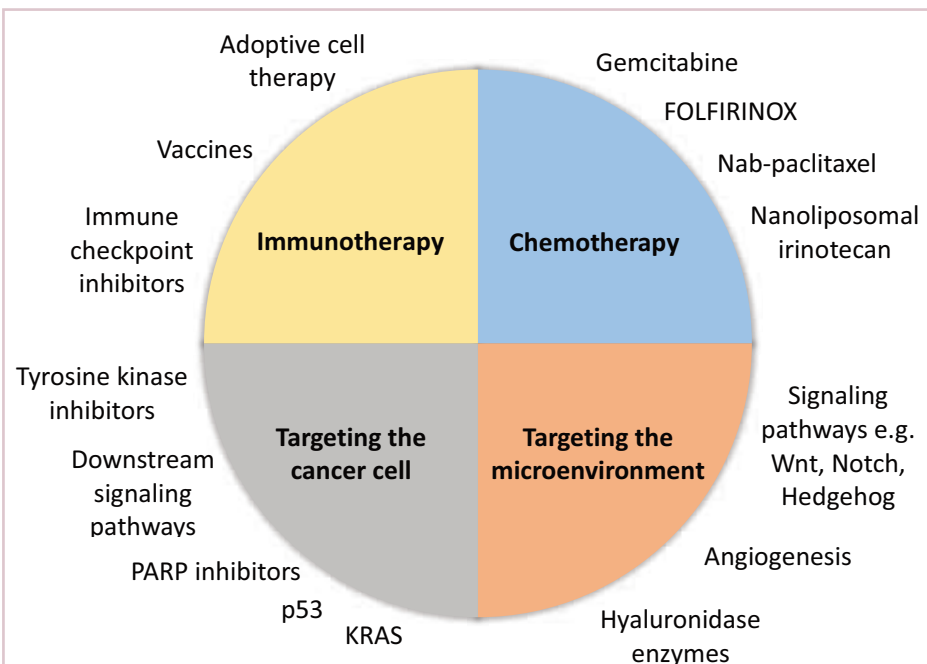 Adoptive cell
therapy
Vaccines
Immune
checkpoint
inhibitors
Immunotherapy
Gemcitabine
FOLFIRINOX
Nab-paclitaxel
Nanoliposomal
irinotecan
Chemotherapy
Tyrosine kinase
inhibitors
Downstream
signaling
pathways
PARP inhibitors
p53
KRAS
Targeting the
cancer cell
Targeting the
microenvironment
Signaling
pathways e.g.
Wnt, Notch,
Hedgehog
Angiogenesis
Hyaluronidase
enzymes